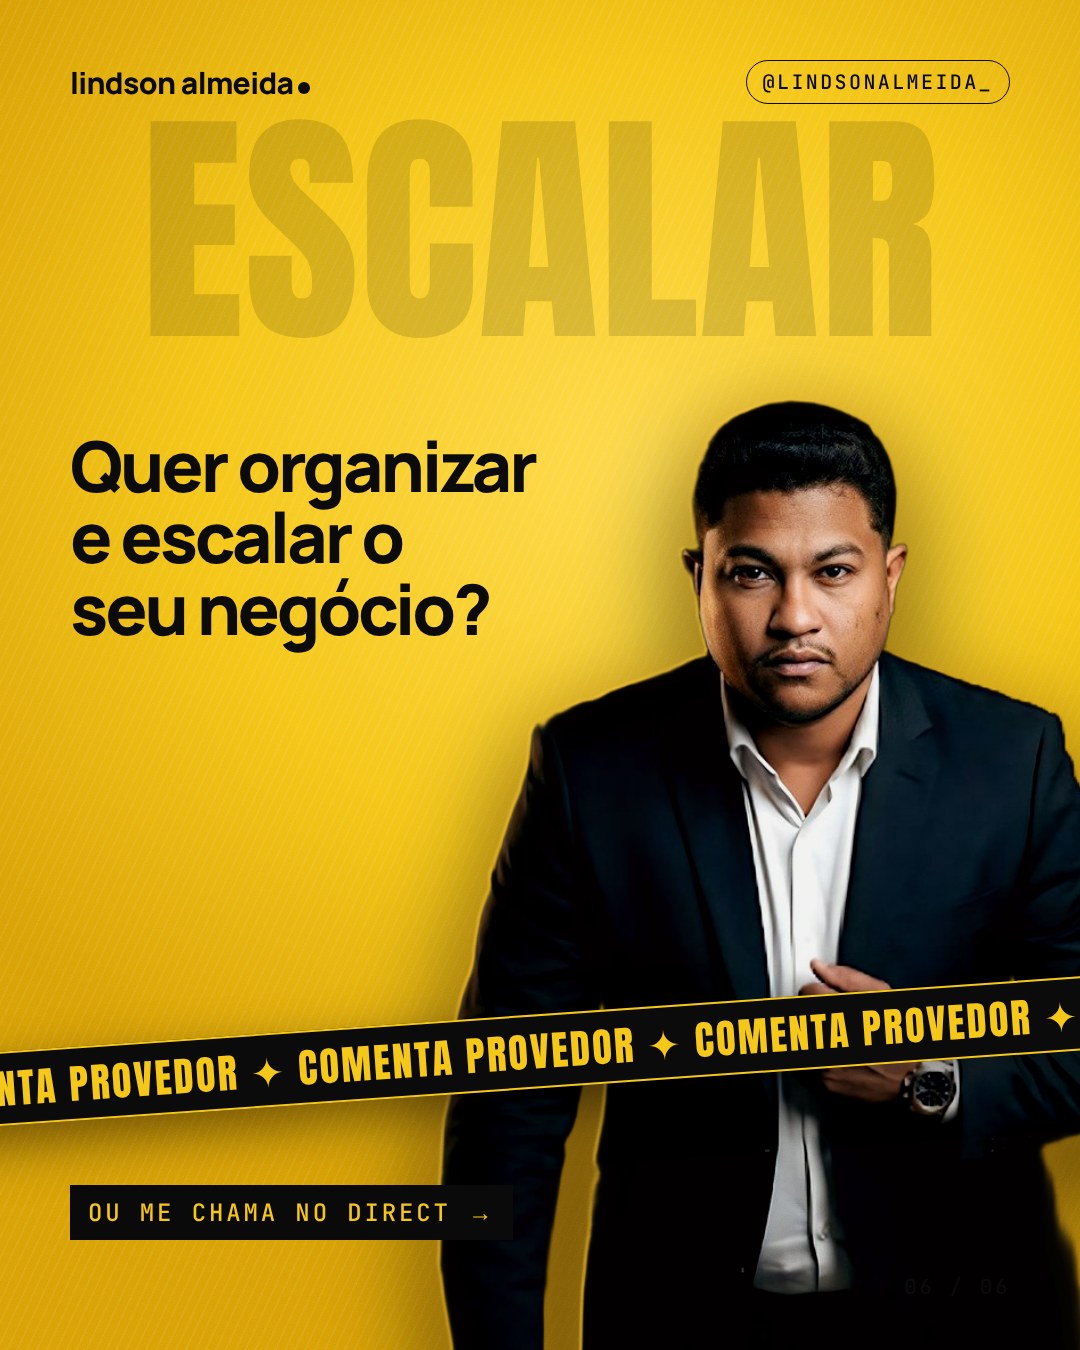 lindson almeida●
@LINDSONALMEIDA_
ESCALAR
Quer organizar
e escalar o
seu negócio?
NTA PROVEDOR ✦ COMENTA PROVEDOR ✦ COMENTA PROVEDOR ✦
OU ME CHAMA NO DIRECT →
06 / 06